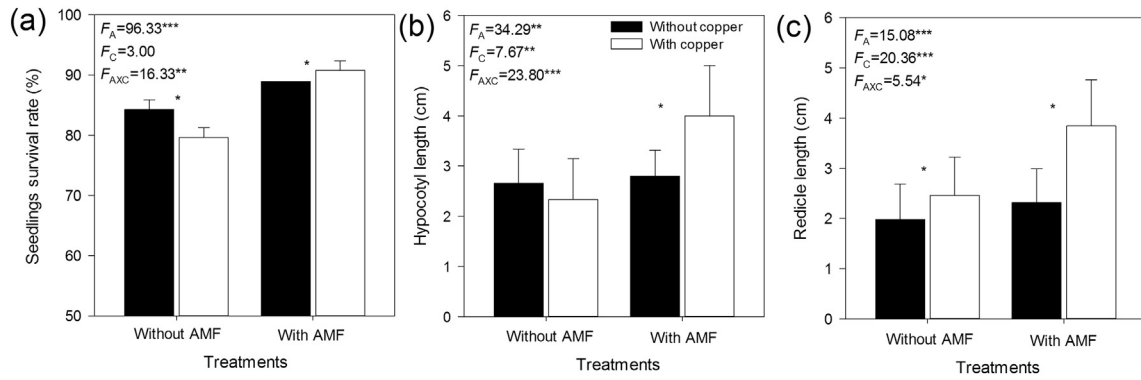 (a)
F_A=96.33***
F_C=3.00
F_AXC=16.33**
*
*
100
90
80
70
60
50
Seedlings survival rate (%)
Without AMF
With AMF
Treatments
(b)
F_A=34.29**
F_C=7.67**
F_AXC=23.80***
Without copper
With copper
*
6
5
4
3
2
1
0
Hypocotyl length (cm)
Without AMF
With AMF
Treatments
(c)
F_A=15.08***
F_C=20.36***
F_AXC=5.54*
*
*
6
5
4
3
2
1
0
Redicle length (cm)
Without AMF
With AMF
Treatments